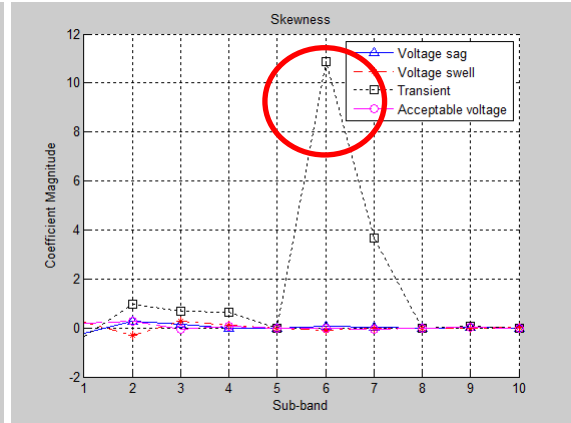 Skewness
12
10
8
6
4
2
0
-2
Coefficient Magnitude
Voltage sag
Voltage swell
Transient
Acceptable voltage
1 2 3 4 5 6 7 8 9 10
Sub-band